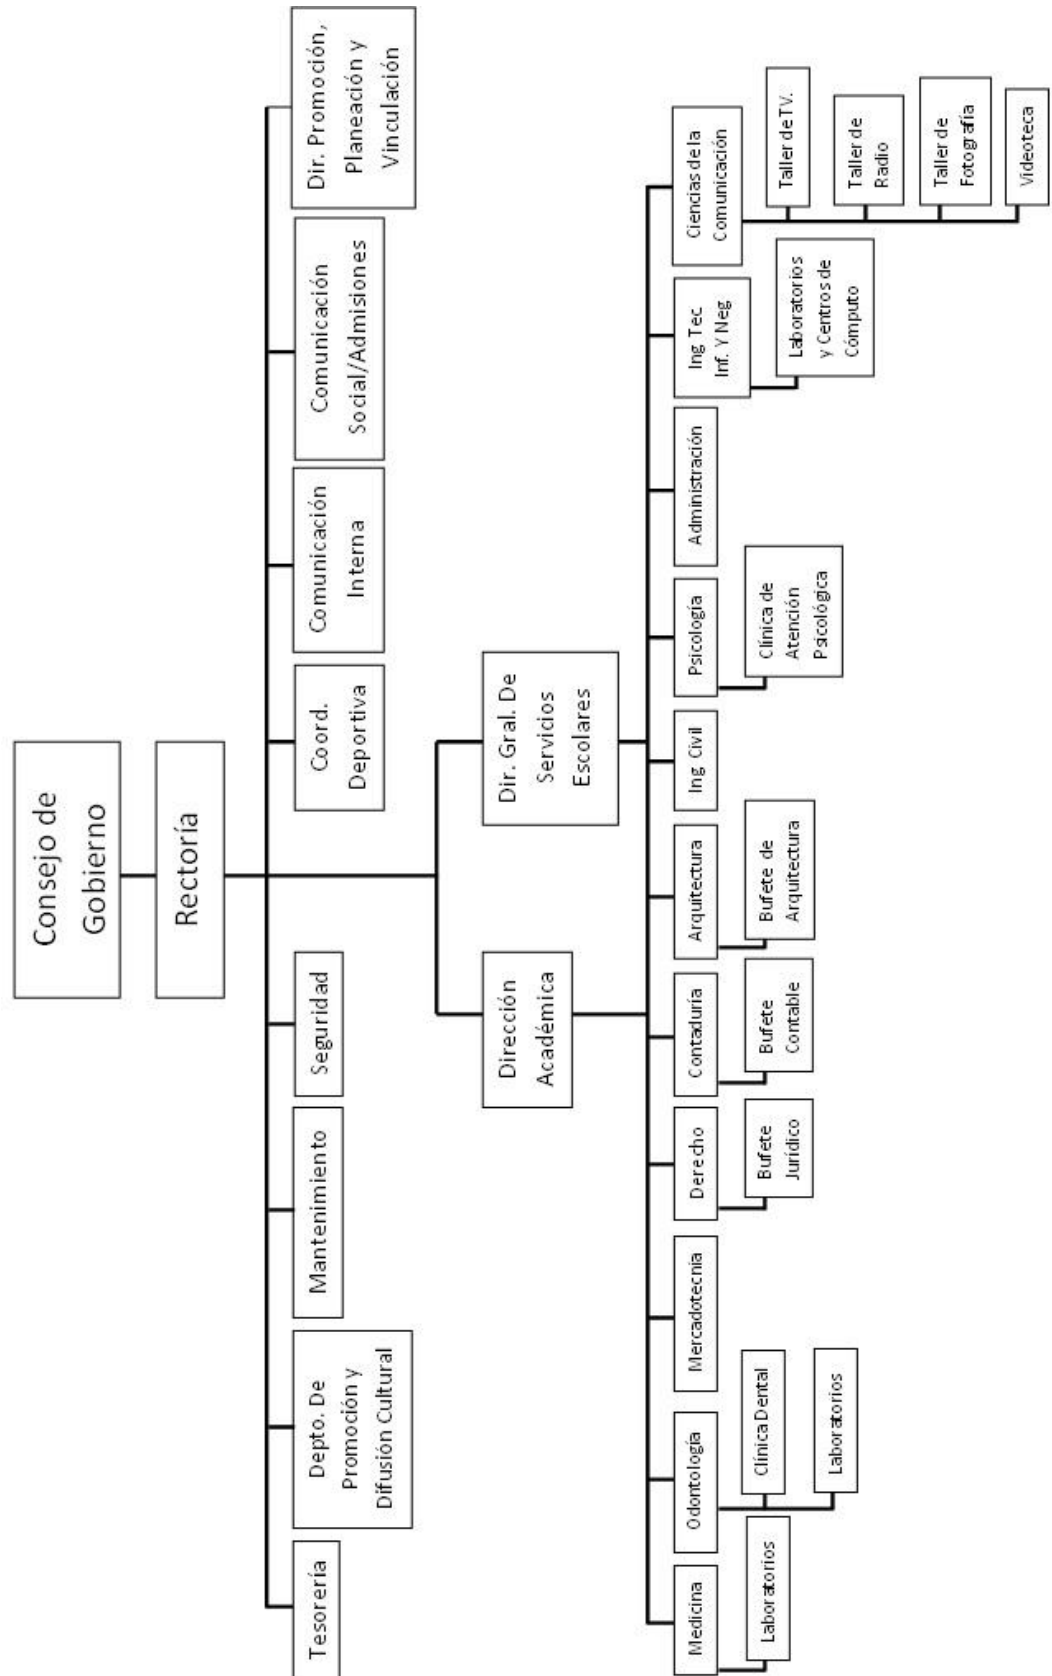 Consejo de
Gobierno
Rectoría
Tesorería
Depto. De
Promoción y
Difusión Cultural
Mantenimiento
Seguridad
Coord.
Deportiva
Comunicación
Interna
Comunicación
Social/Admisiones
Dir. Promoción,
Planeación y
Vinculación
Dirección
Académica
Dir. Gral. De
Servicios
Escolares
Medicina
Laboratorios
Odontología
Clínica Dental
Laboratorios
Mercadotecnia
Derecho
Bufete
Jurídico
Contaduría
Bufete
Contable
Arquitectura
Bufete de
Arquitectura
Ing Civil
Psicología
Clínica de
Atención
Psicológica
Administración
Ing Tec
Inf. Y Neg
Laboratorios
y Centros de
Cómputo
Ciencias de la
Comunicación
Taller de TV.
Taller de
Radio
Taller de
Fotografía
Videoteca